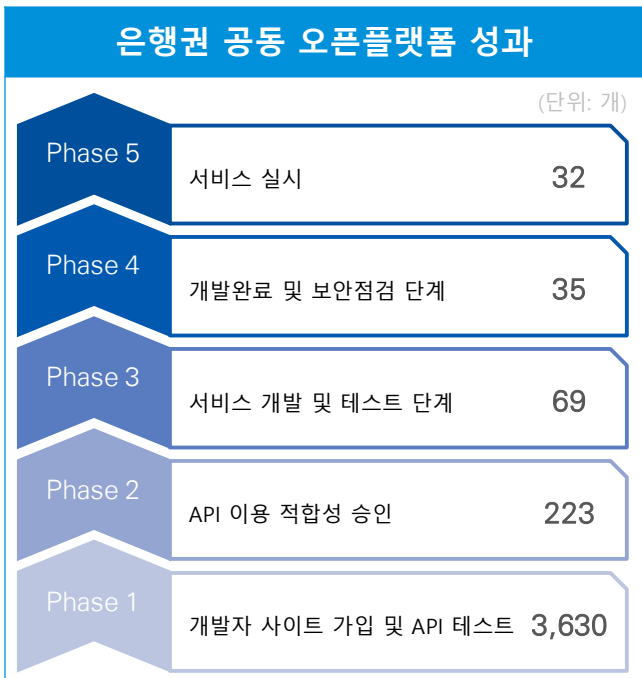 은행권 공동 오픈플랫폼 성과
(단위: 개)
Phase 5
서비스 실시 32
Phase 4
개발완료 및 보안점검 단계 35
Phase 3
서비스 개발 및 테스트 단계 69
Phase 2
API 이용 적합성 승인 223
Phase 1
개발자 사이트 가입 및 API 테스트 3,630